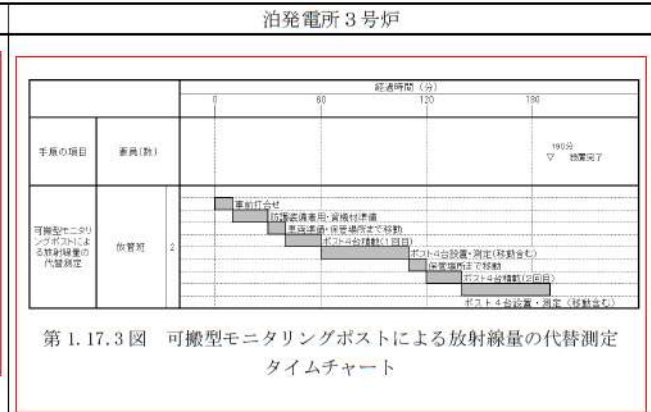 泊発電所3号炉
経過時間（分）
0 60 120 180
手順の項目 要員(数)
190分
▽ 設置完了
可搬型モニタリ
ングポストによ
る放射線量の
代替測定
放管班 2
事前打合せ
防護装備着用・資機材準備
車両準備・保管場所まで移動
ポスト4台積載(1回目)
ポスト4台設置・測定(移動含む)
保管場所まで移動
ポスト4台積載(2回目)
ポスト4台設置・測定（移動含む）
第1.17.3図 可搬型モニタリングポストによる放射線量の代替測定
タイムチャート